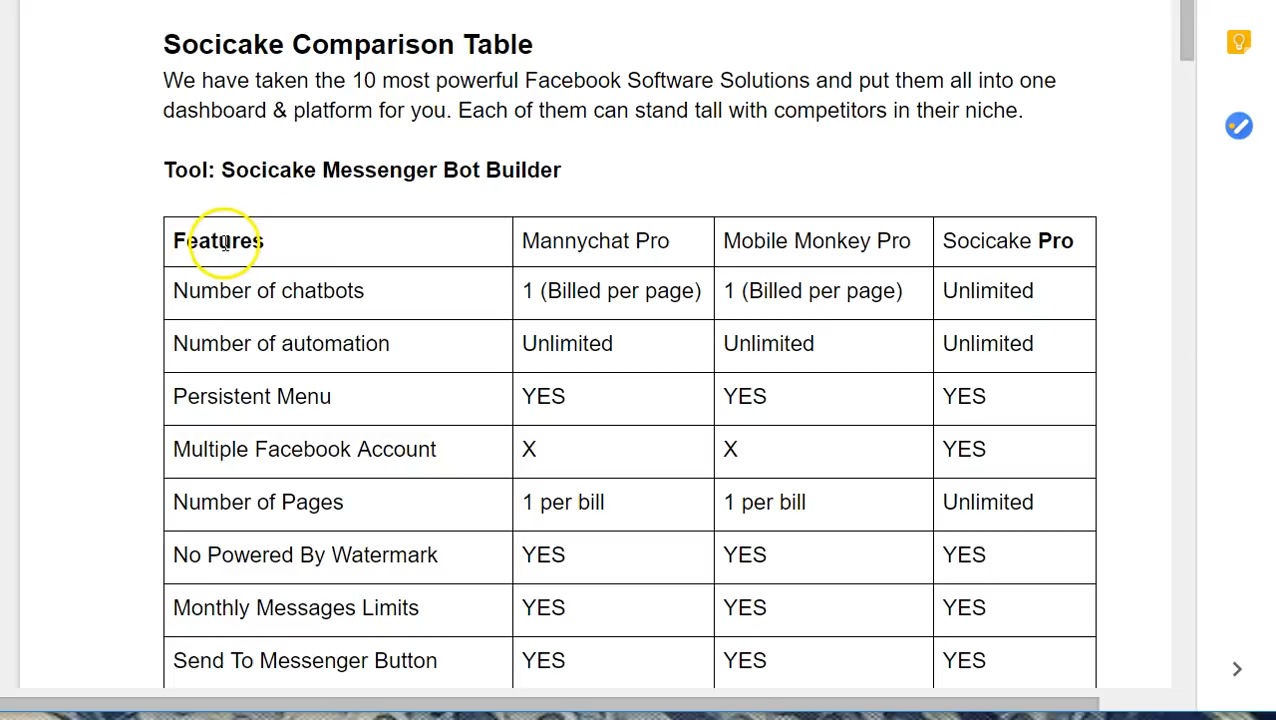 Socicake Comparison Table
We have taken the 10 most powerful Facebook Software Solutions and put them all into one
dashboard & platform for you. Each of them can stand tall with competitors in their niche.
Tool: Socicake Messenger Bot Builder
Features Mannychat Pro Mobile Monkey Pro Socicake Pro
Number of chatbots 1 (Billed per page) 1 (Billed per page) Unlimited
Number of automation Unlimited Unlimited Unlimited
Persistent Menu YES YES YES
Multiple Facebook Account X X YES
Number of Pages 1 per bill 1 per bill Unlimited
No Powered By Watermark YES YES YES
Monthly Messages Limits YES YES YES
Send To Messenger Button YES YES YES